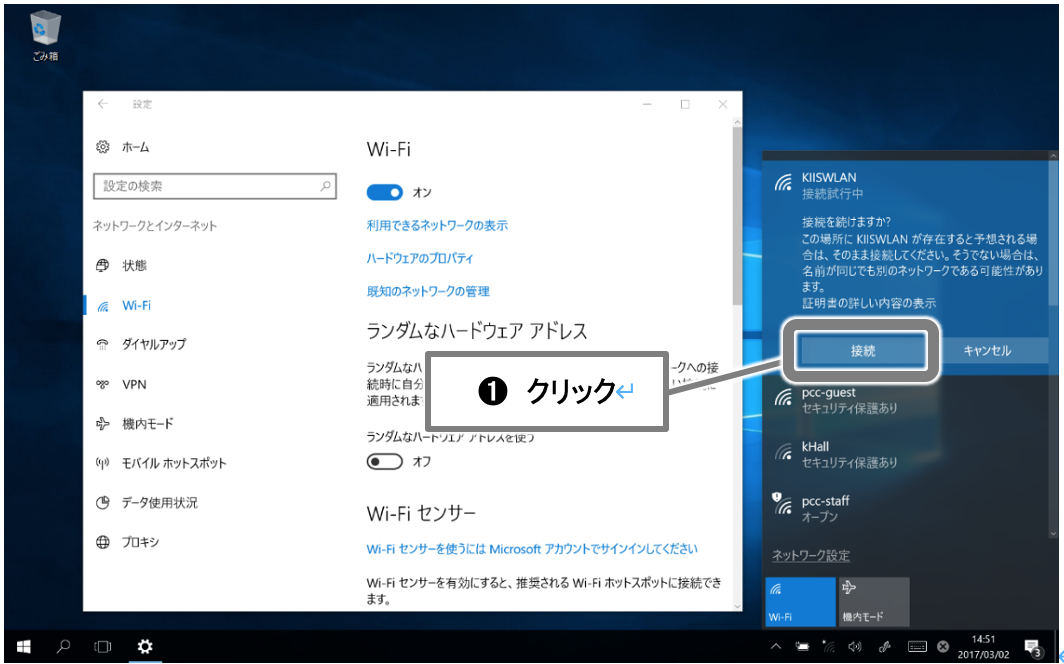 ごみ箱
設定
ホーム
設定の検索
ネットワークとインターネット
状態
Wi-Fi
ダイヤルアップ
VPN
機内モード
モバイル ホットスポット
データ使用状況
プロキシ
Wi-Fi
オン
利用できるネットワークの表示
ハードウェアのプロパティ
既知のネットワークの管理
ランダムなハードウェア アドレス
ランダムなハ
ークへの接
続時に自分
適用されま
ランダムなハードウェア アドレスを使う
オフ
Wi-Fi センサー
Wi-Fi センサーを使うには Microsoft アカウントでサインインしてください
Wi-Fi センサーを有効にすると、推奨される Wi-Fi ホットスポットに接続でき
ます。
❶ クリック↵
KIISWLAN
接続試行中
接続を続けますか?
この場所に KIISWLAN が存在すると予想される場
合は、そのまま接続してください。そうでない場合は、
名前が同じでも別のネットワークである可能性があり
ます。
証明書の詳しい内容の表示
接続
キャンセル
pcc-guest
セキュリティ保護あり
kHall
セキュリティ保護あり
pcc-staff
オープン
ネットワーク設定
Wi-Fi
機内モード
14:51
2017/03/02
3